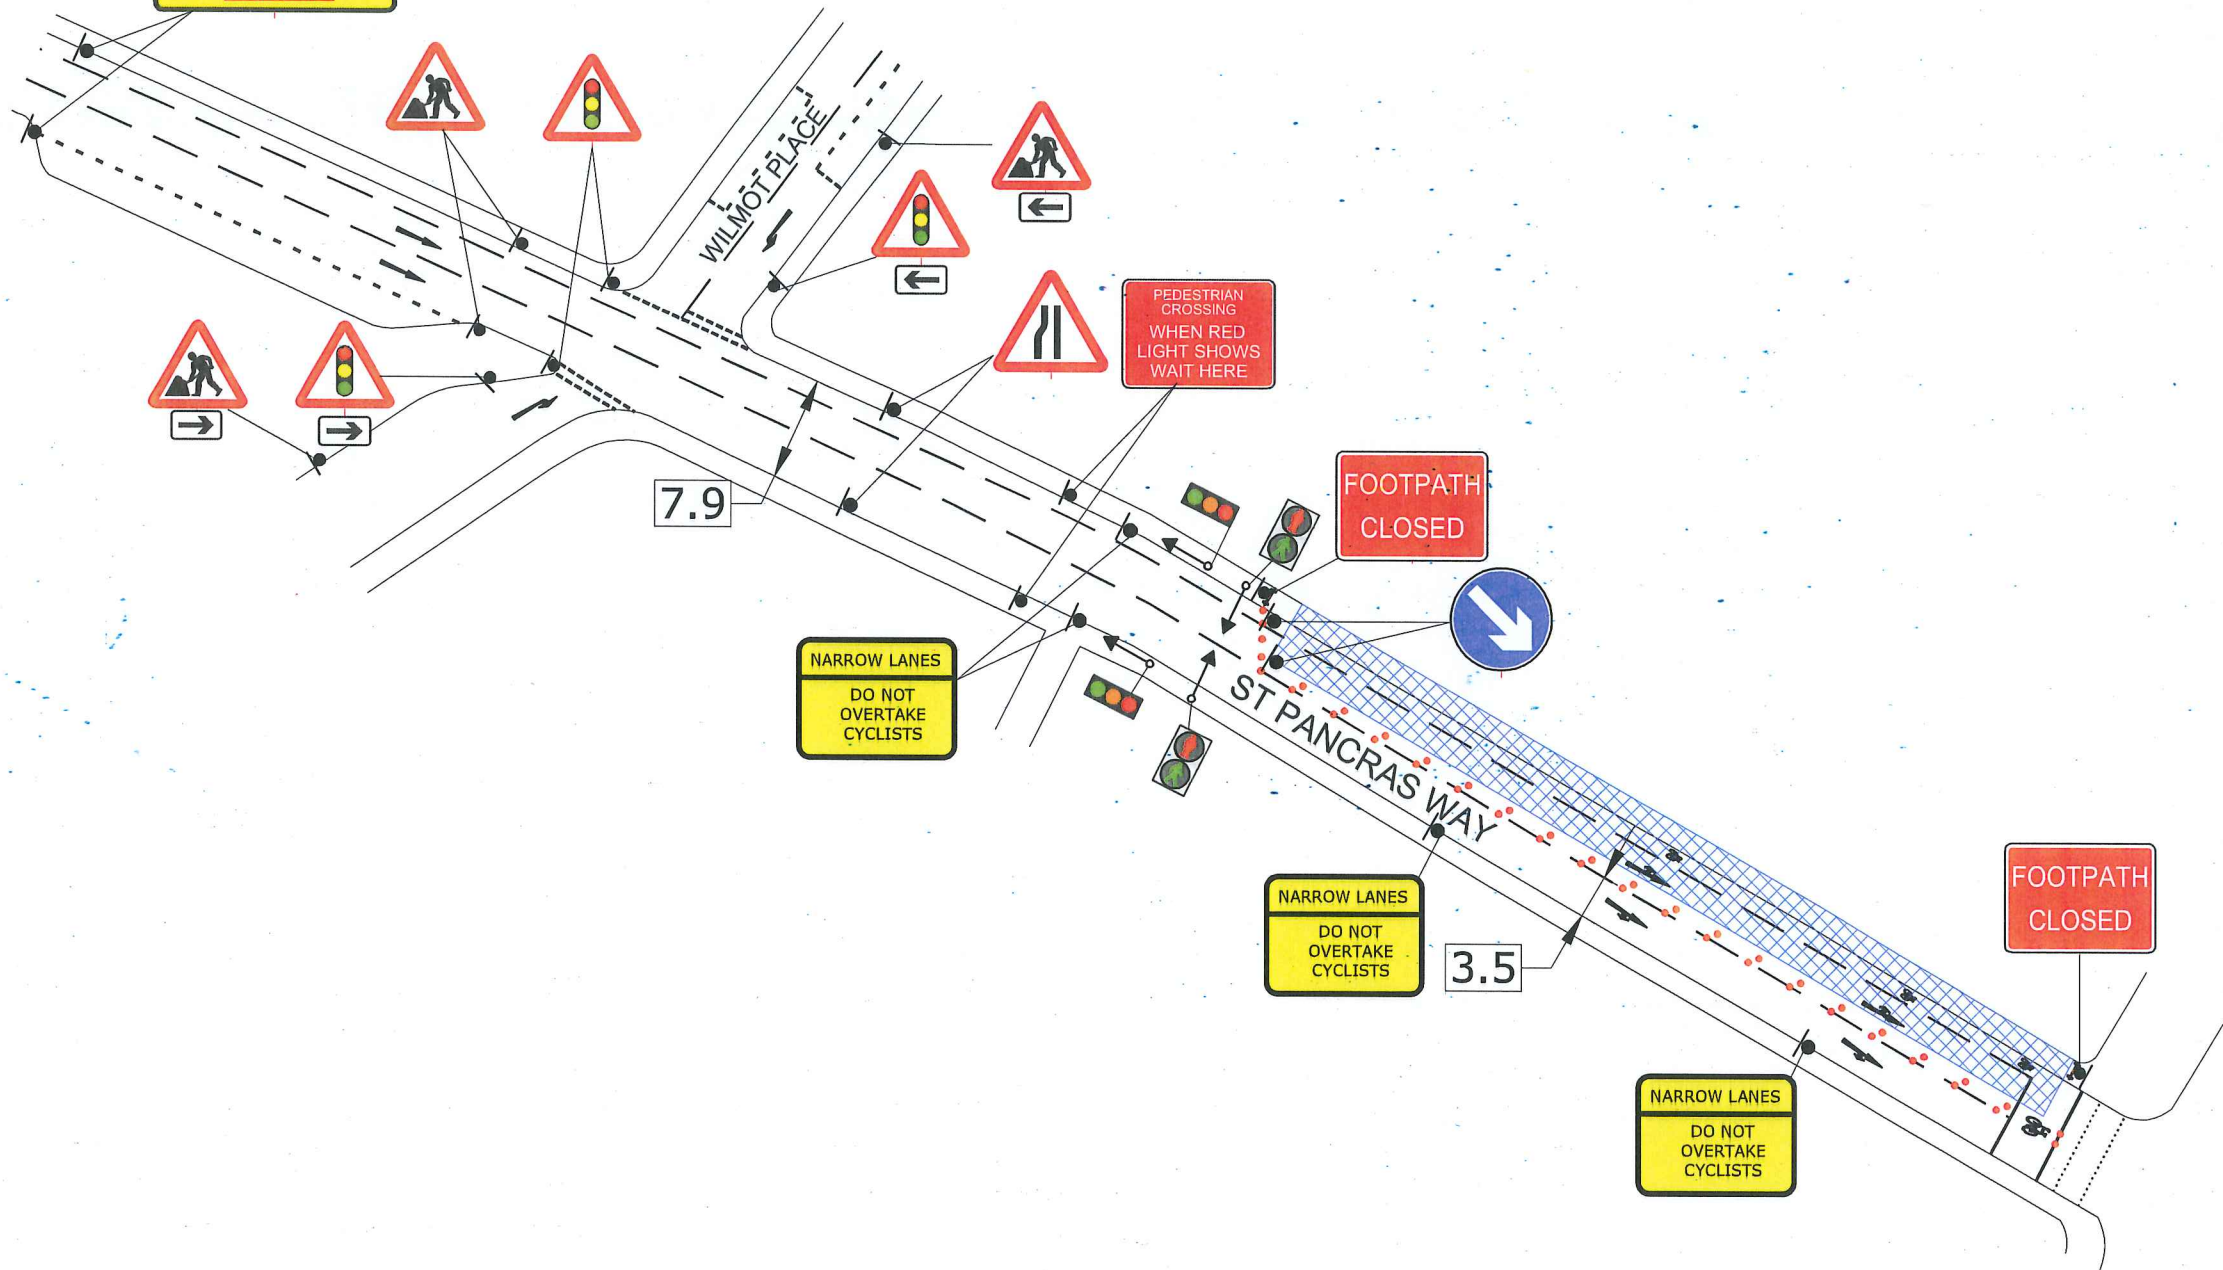 WILMOT PLACE
PEDESTRIAN
CROSSING
WHEN RED
LIGHT SHOWS
WAIT HERE
7.9
FOOTPATH
CLOSED
NARROW LANES
DO NOT
OVERTAKE
CYCLISTS
ST PANCRAS WAY
NARROW LANES
DO NOT
OVERTAKE
CYCLISTS
3.5
FOOTPATH
CLOSED
NARROW LANES
DO NOT
OVERTAKE
CYCLISTS